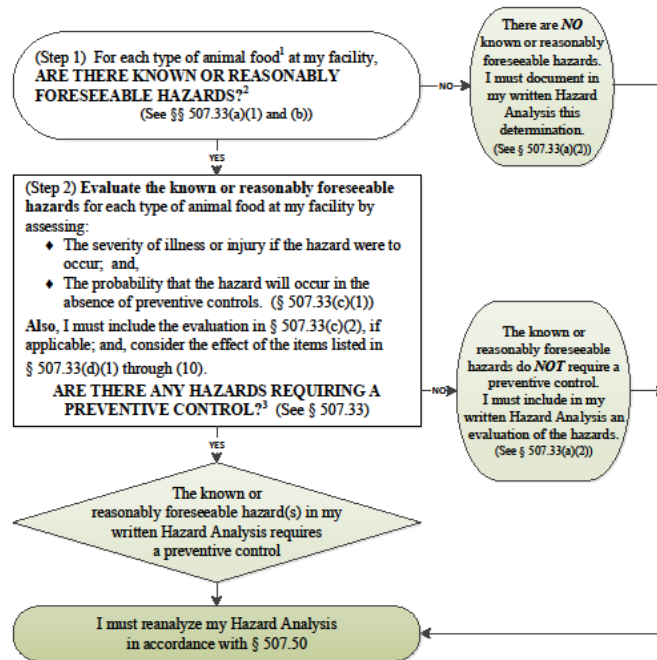 (Step 1) For each type of animal food¹ at my facility,
ARE THERE KNOWN OR REASONABLY
FORESEEABLE HAZARDS?²
(See §§ 507.33(a)(1) and (b))
NO
There are NO
known or reasonably
foreseeable hazards.
I must document in
my written Hazard
Analysis this
determination.
(See § 507.33(a)(2))
YES
(Step 2) Evaluate the known or reasonably foreseeable
hazards for each type of animal food at my facility by
assessing:
♦ The severity of illness or injury if the hazard were to
occur; and,
♦ The probability that the hazard will occur in the
absence of preventive controls. (§ 507.33(c)(1))
Also, I must include the evaluation in § 507.33(c)(2), if
applicable; and, consider the effect of the items listed in
§ 507.33(d)(1) through (10).
ARE THERE ANY HAZARDS REQUIRING A
PREVENTIVE CONTROL?³ (See § 507.33)
NO
The known or
reasonably foreseeable
hazards do NOT require a
preventive control.
I must include in my
written Hazard Analysis an
evaluation of the hazards.
(See § 507.33(a)(2))
YES
The known or
reasonably foreseeable hazard(s) in my
written Hazard Analysis requires
a preventive control
I must reanalyze my Hazard Analysis
in accordance with § 507.50